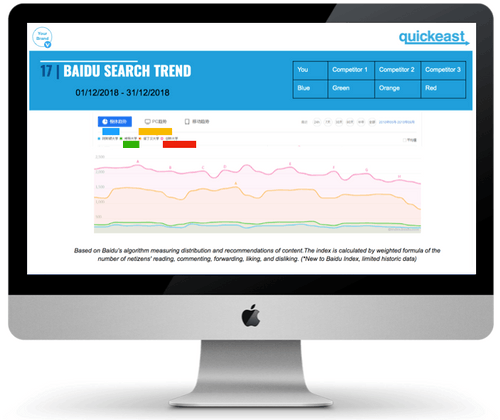 Your
Brand
quickeast
17 | BAIDU SEARCH TREND
01/12/2018 - 31/12/2018
You Competitor 1 Competitor 2 Competitor 3
Blue Green Orange Red
整体趋势 PC趋势 移动趋势
Based on Baidu's algorithm measuring distribution and recommendations of content.The index is calculated by weighted formula of the
number of netizens' reading, commenting, forwarding, liking, and disliking. (*New to Baidu Index, limited historic data)